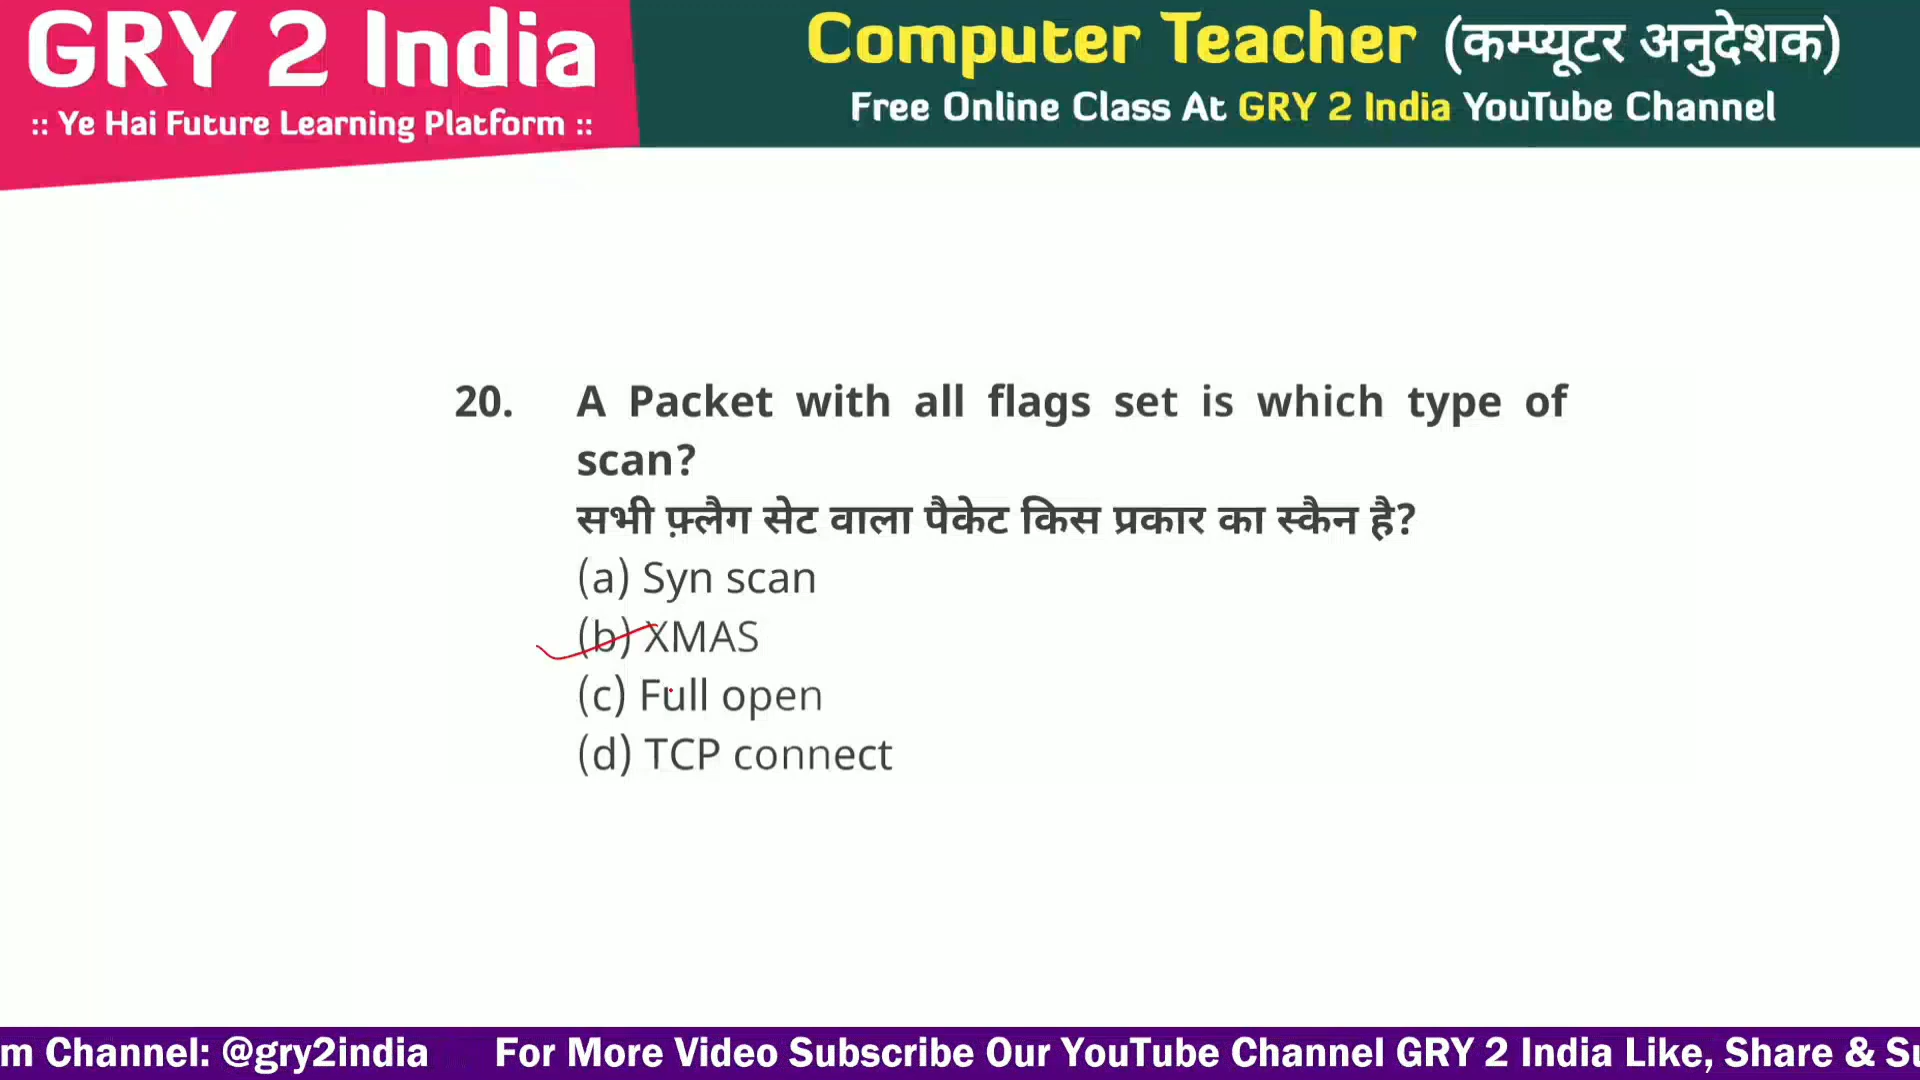 GRY 2 India
:: Ye Hai Future Learning Platform ::
Computer Teacher (कम्प्यूटर अनुदेशक)
Free Online Class At GRY 2 India YouTube Channel
20. A Packet with all flags set is which type of
scan?
सभी फ़्लैग सेट वाला पैकेट किस प्रकार का स्कैन है?
(a) Syn scan
(b) XMAS
(c) Full open
(d) TCP connect
m Channel: @gry2india For More Video Subscribe Our YouTube Channel GRY 2 India Like, Share & Su